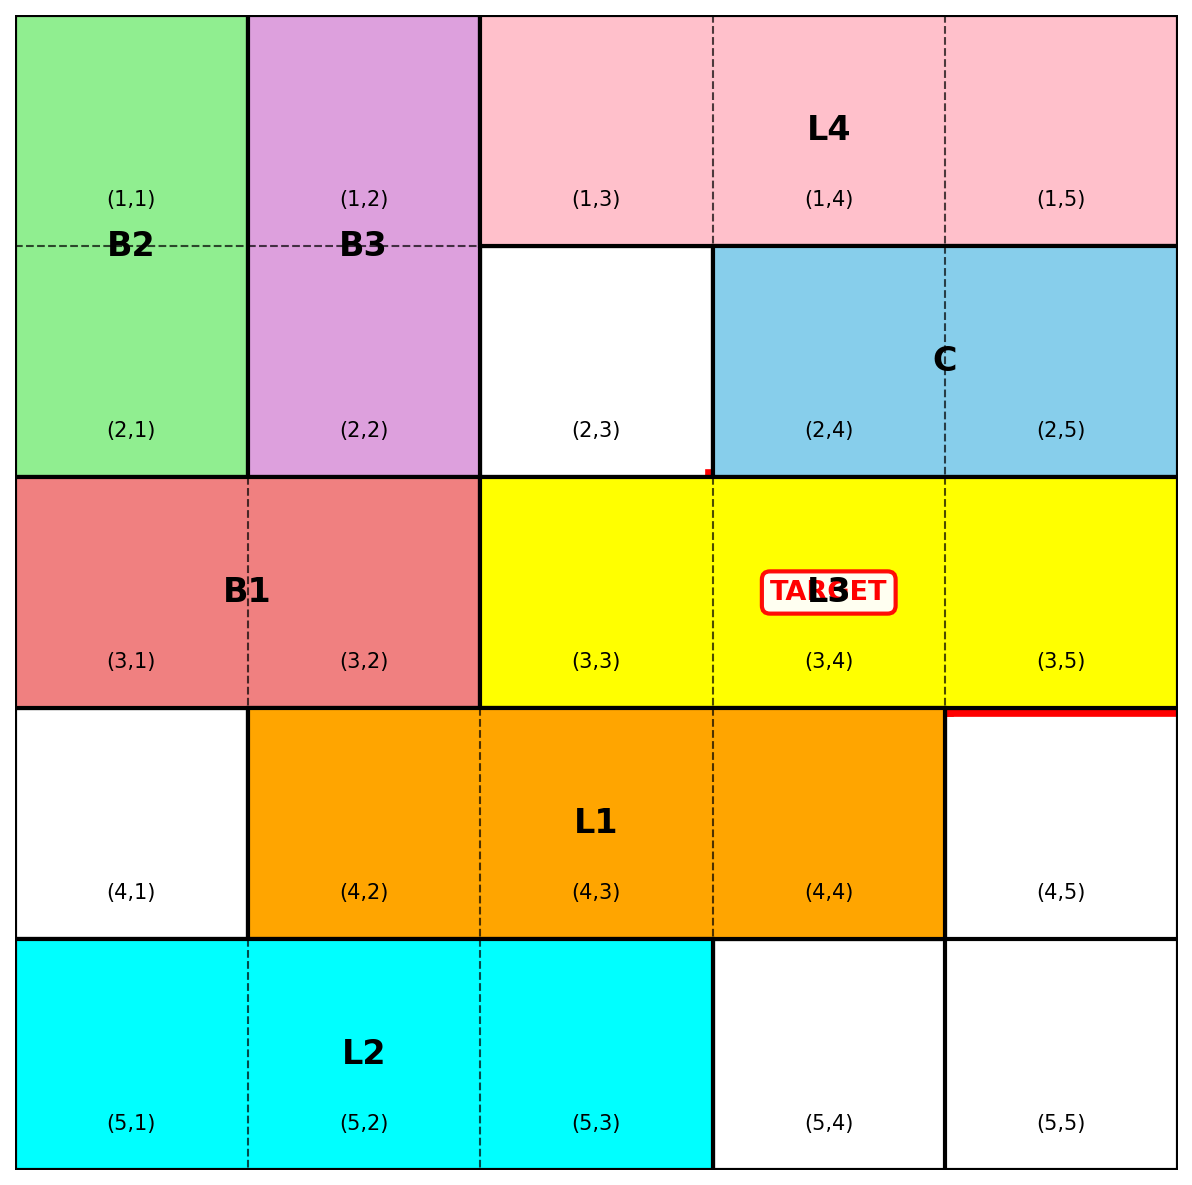 L4
(1,1) (1,2) (1,3) (1,4) (1,5)
B2 B3
C
(2,1) (2,2) (2,3) (2,4) (2,5)
B1 TARGET L3
(3,1) (3,2) (3,3) (3,4) (3,5)
L1
(4,1) (4,2) (4,3) (4,4) (4,5)
L2
(5,1) (5,2) (5,3) (5,4) (5,5)